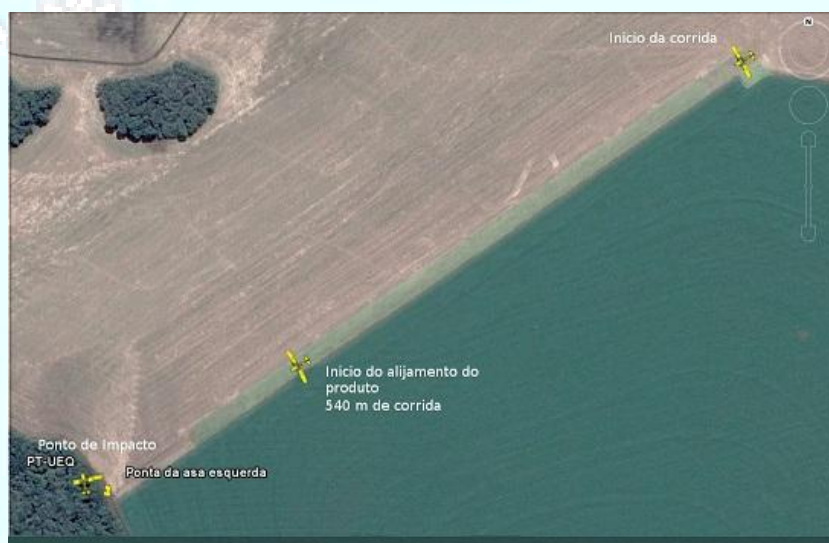 N
Inicio da corrida
Inicio do alijamento do
produto
540 m de corrida
Ponto de Impacto
PT-UEQ
Ponta da asa esquerda